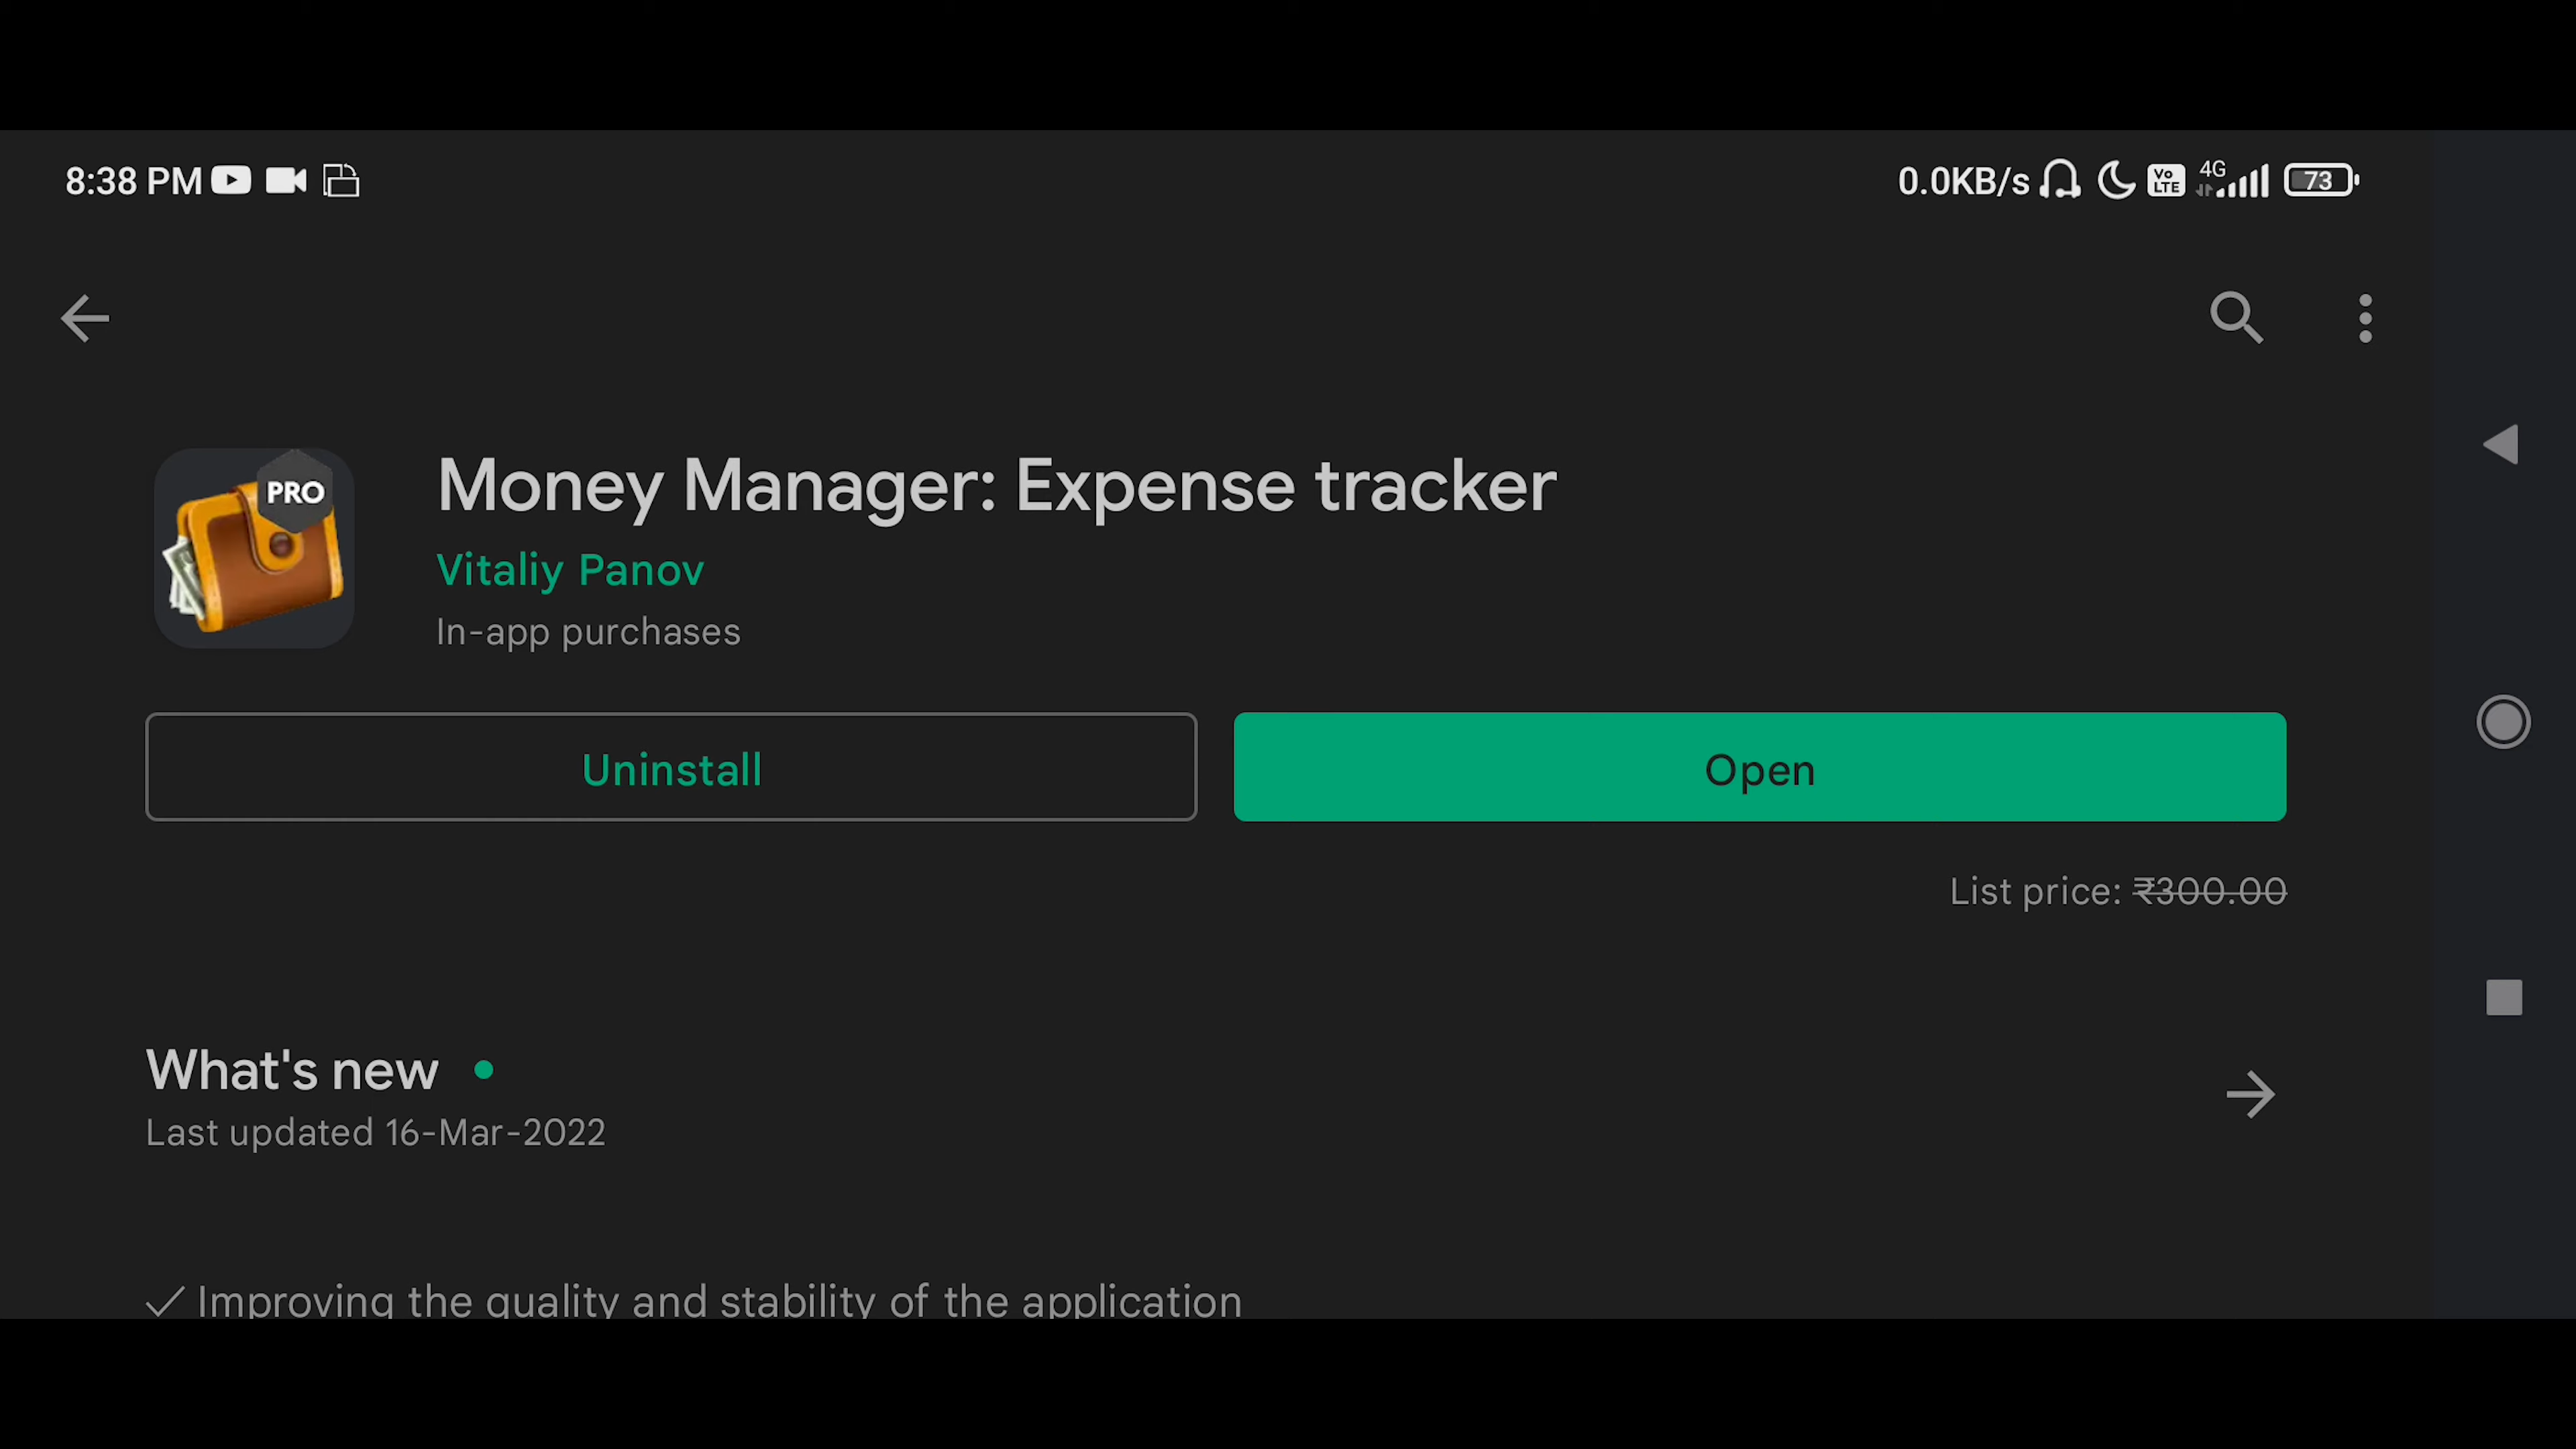 8:38 PM
0.0KB/s Vo LTE 4G 73
PRO
Money Manager: Expense tracker
Vitaliy Panov
In-app purchases
Uninstall
Open
List price: ₹300.00
What's new
Last updated 16-Mar-2022
✓ Improving the quality and stability of the application